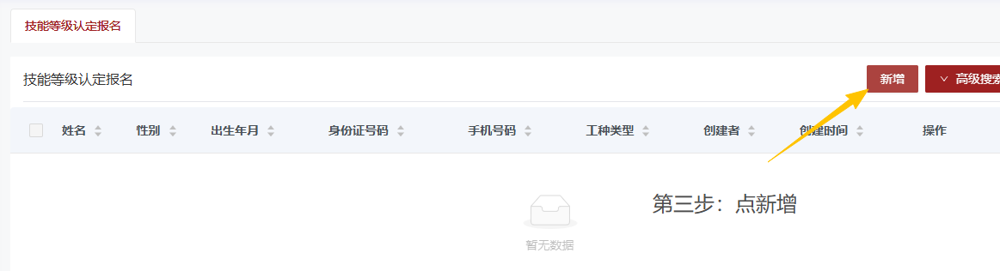 技能等级认定报名
技能等级认定报名 新增 高级搜索
姓名 性别 出生年月 身份证号码 手机号码 工种类型 创建者 创建时间 操作
第三步：点新增
暂无数据